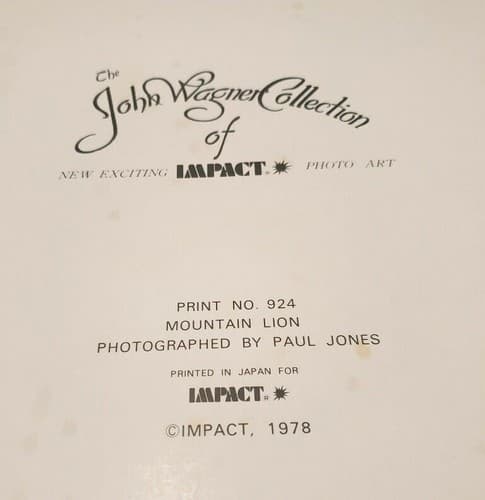 The
John Wagner Collection
of
NEW EXCITING IMPACT® PHOTO ART
PRINT NO. 924
MOUNTAIN LION
PHOTOGRAPHED BY PAUL JONES
PRINTED IN JAPAN FOR
IMPACT®
©IMPACT, 1978